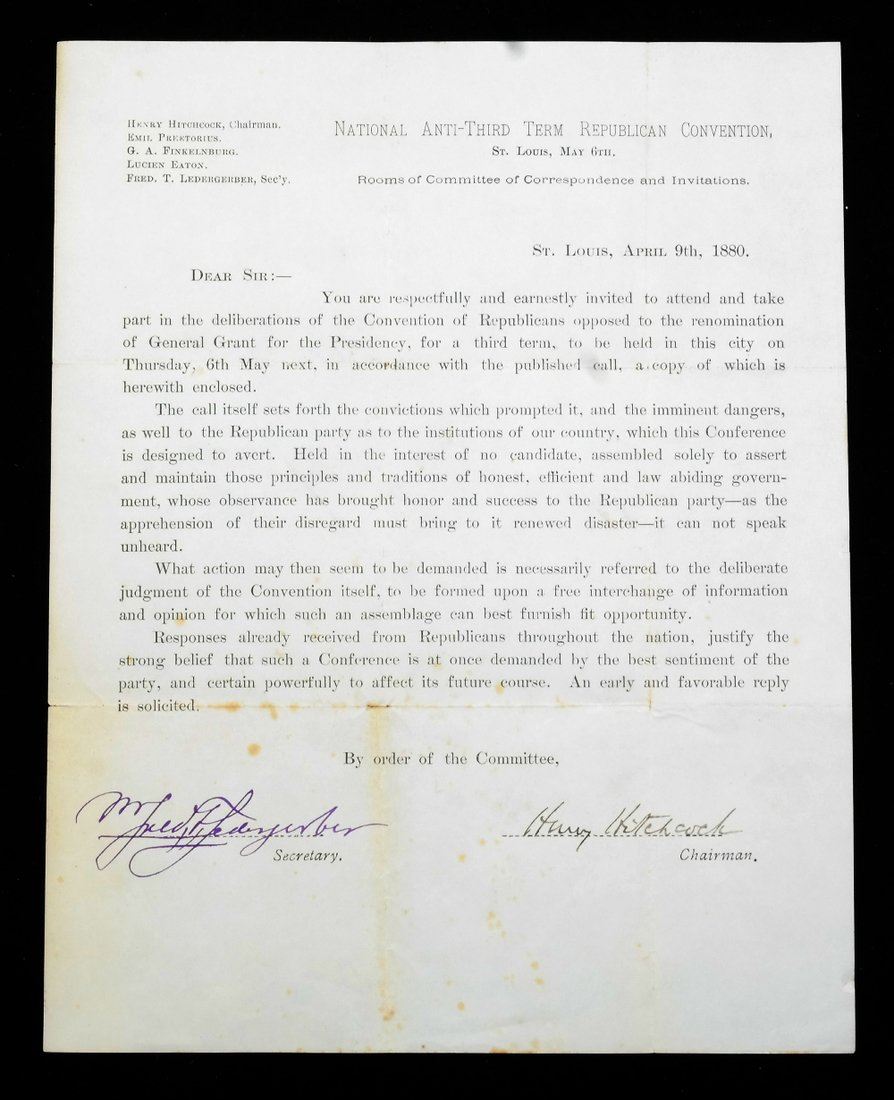 Henry Hitchcock, Chairman.
Emil Preetorius.
G. A. Finkelnburg.
Lucien Eaton.
Fred. T. Ledergerber, Sec'y.
National Anti-Third Term Republican Convention,
St. Louis, May 6th.
Rooms of Committee of Correspondence and Invitations.
St. Louis, April 9th, 1880.
Dear Sir:—
You are respectfully and earnestly invited to attend and take
part in the deliberations of the Convention of Republicans opposed to the renomination
of General Grant for the Presidency, for a third term, to be held in this city on
Thursday, 6th May next, in accordance with the published call, a copy of which is
herewith enclosed.
The call itself sets forth the convictions which prompted it, and the imminent dangers,
as well to the Republican party as to the institutions of our country, which this Conference
is designed to avert. Held in the interest of no candidate, assembled solely to assert
and maintain those principles and traditions of honest, efficient and law abiding govern-
ment, whose observance has brought honor and success to the Republican party—as the
apprehension of their disregard must bring to it renewed disaster—it can not speak
unheard.
What action may then seem to be demanded is necessarily referred to the deliberate
judgment of the Convention itself, to be formed upon a free interchange of information
and opinion for which such an assemblage can best furnish fit opportunity.
Responses already received from Republicans throughout the nation, justify the
strong belief that such a Conference is at once demanded by the best sentiment of the
party, and certain powerfully to affect its future course. An early and favorable reply
is solicited.
By order of the Committee,
Fred. T. Ledergerber
Secretary.
Henry Hitchcock
Chairman.